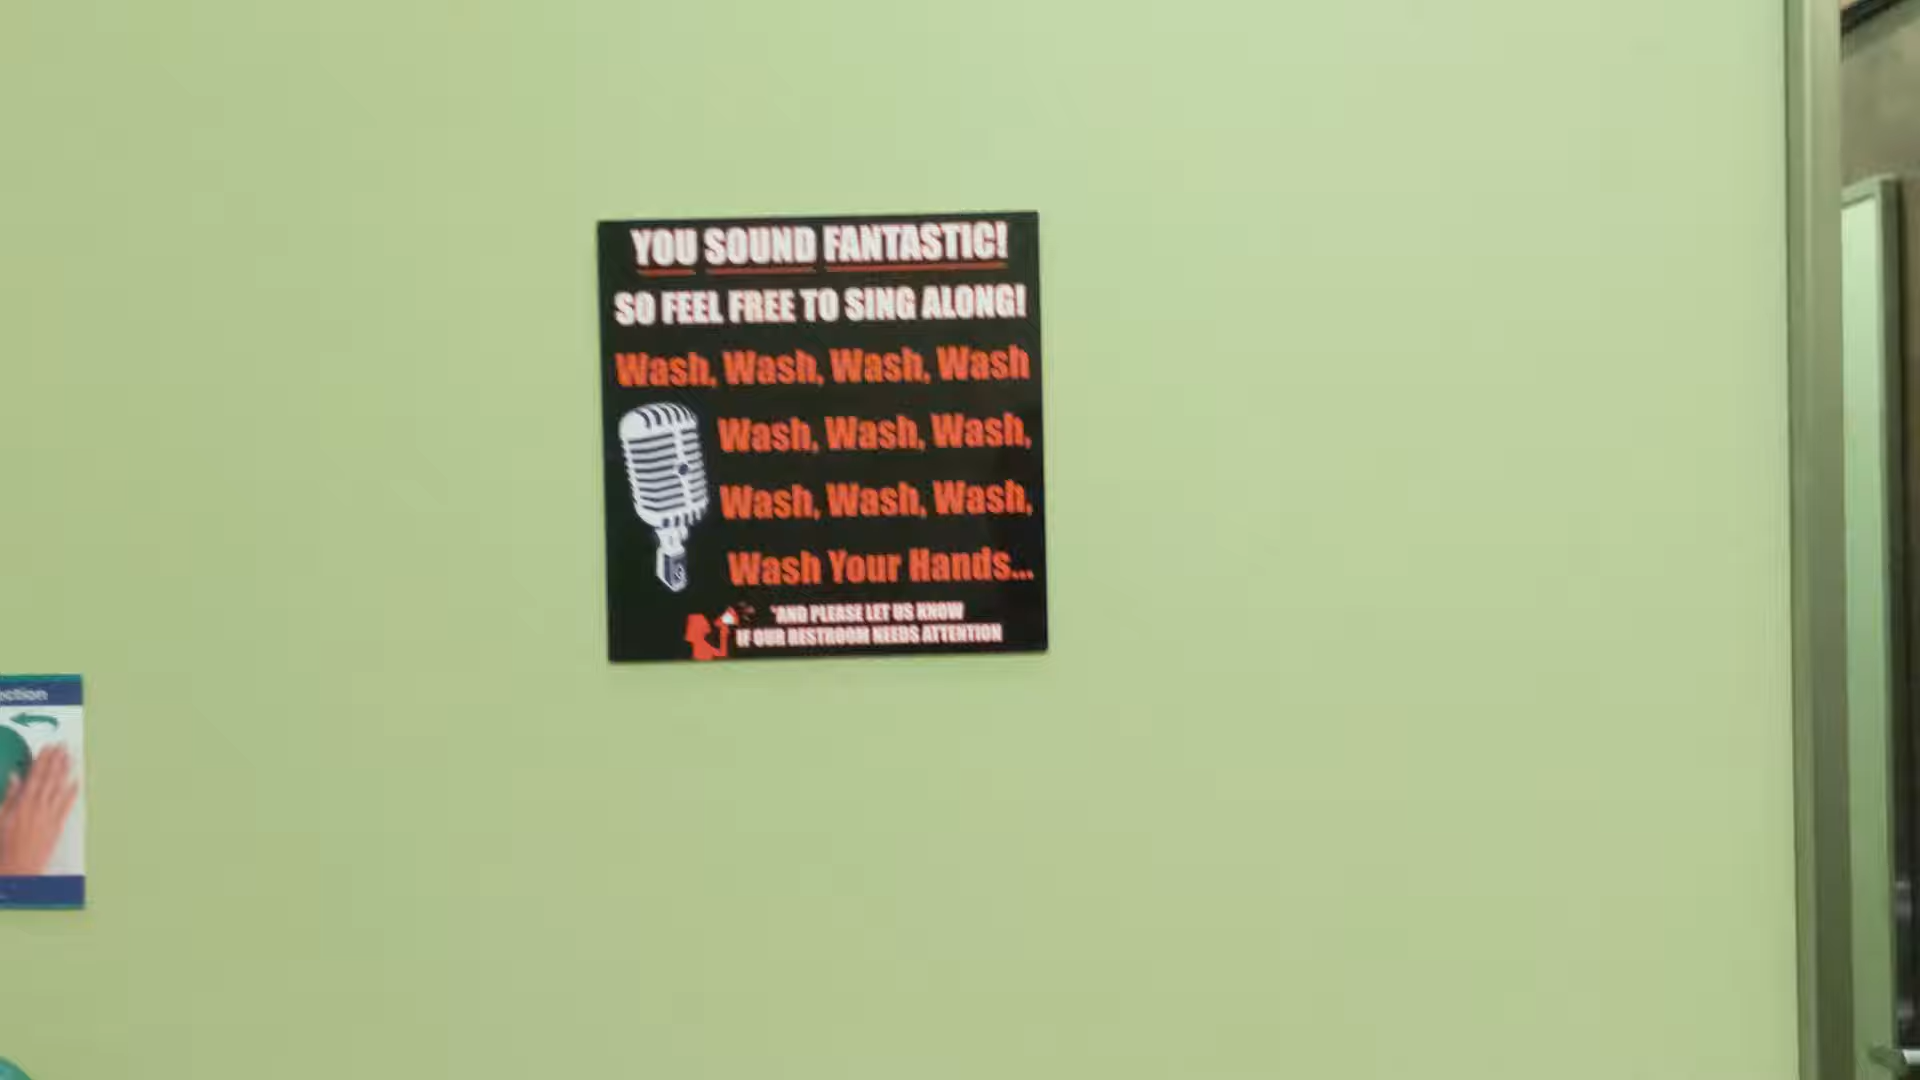 YOU SOUND FANTASTIC!
SO FEEL FREE TO SING ALONG!
Wash, Wash, Wash, Wash
Wash, Wash, Wash,
Wash, Wash, Wash,
Wash Your Hands...
*AND PLEASE LET US KNOW
IF OUR RESTROOM NEEDS ATTENTION
ection